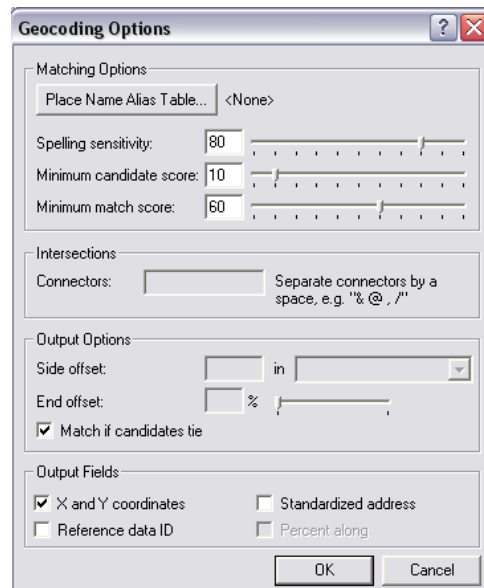 Geocoding Options
Matching Options
Place Name Alias Table... <None>
Spelling sensitivity: 80
Minimum candidate score: 10
Minimum match score: 60
Intersections
Connectors: Separate connectors by a
space, e.g. "& @ , /"
Output Options
Side offset: in
End offset: %
Match if candidates tie
Output Fields
X and Y coordinates Standardized address
Reference data ID Percent along
OK Cancel